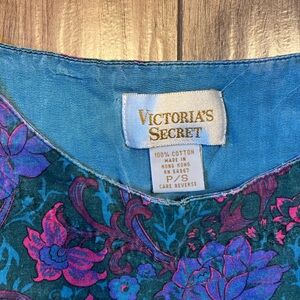 VICTORIA'S
SECRET
100% COTTON
MADE IN
HONG KONG
RN 54867
P/S
CARE REVERSE